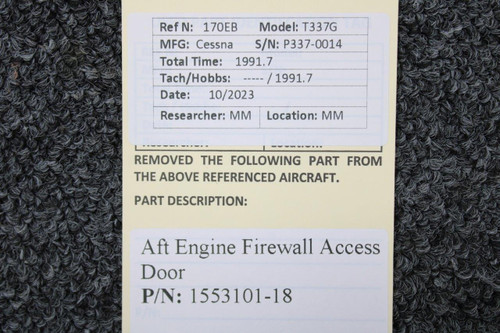 Ref N: 170EB Model: T337G
MFG: Cessna S/N: P337-0014
Total Time: 1991.7
Tach/Hobbs: ----- / 1991.7
Date: 10/2023
Researcher: MM Location: MM
REMOVED THE FOLLOWING PART FROM
THE ABOVE REFERENCED AIRCRAFT.
PART DESCRIPTION:
Aft Engine Firewall Access
Door
P/N: 1553101-18